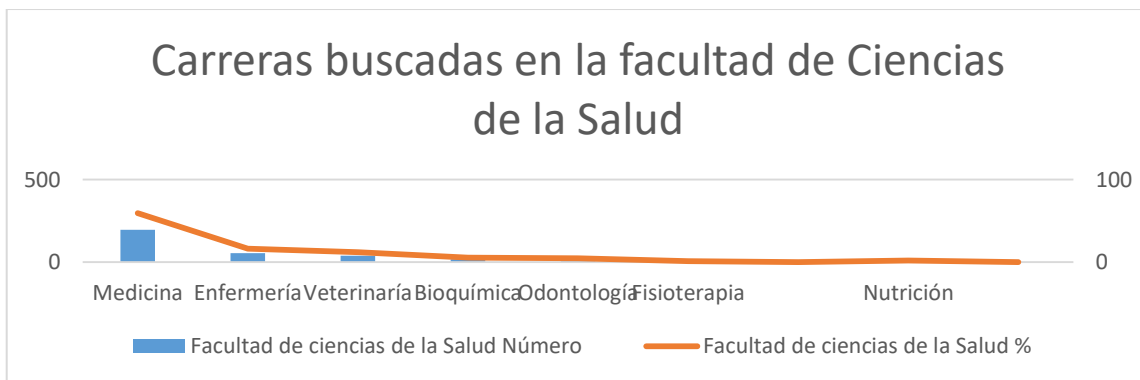 Carreras buscadas en la facultad de Ciencias
de la Salud
500
100
0
0
Medicina Enfermería Veterinaría Bioquímica Odontología Fisioterapia Nutrición
Facultad de ciencias de la Salud Número Facultad de ciencias de la Salud %